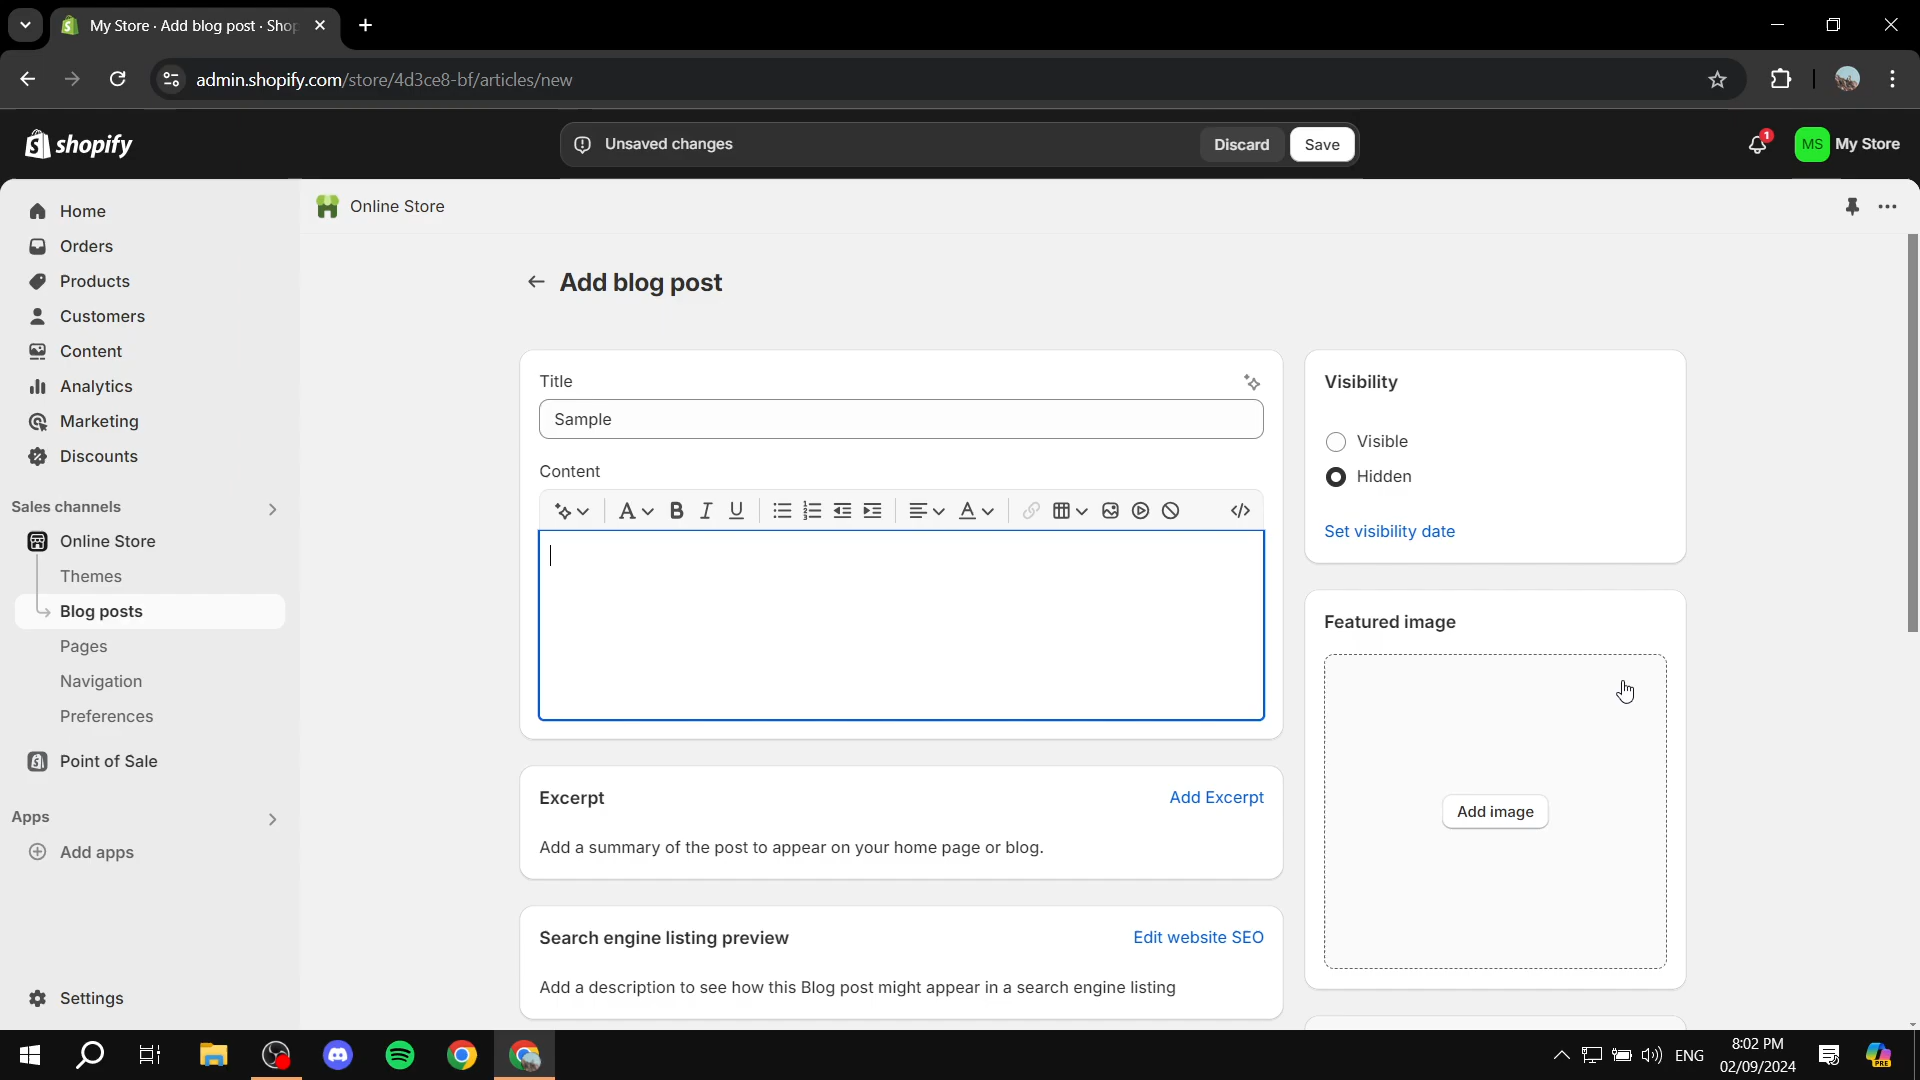 My Store · Add blog post · Shop
admin.shopify.com/store/4d3ce8-bf/articles/new
shopify
Unsaved changes
Discard
Save
1
MS
My Store
Home
Orders
Products
Customers
Content
Analytics
Marketing
Discounts
Sales channels
Online Store
Themes
Blog posts
Pages
Navigation
Preferences
Point of Sale
Apps
Add apps
Settings
Online Store
Add blog post
Title
Sample
Content
Excerpt
Add Excerpt
Add a summary of the post to appear on your home page or blog.
Search engine listing preview
Edit website SEO
Add a description to see how this Blog post might appear in a search engine listing
Visibility
Visible
Hidden
Set visibility date
Featured image
Add image
ENG
8:02 PM
02/09/2024
PRE